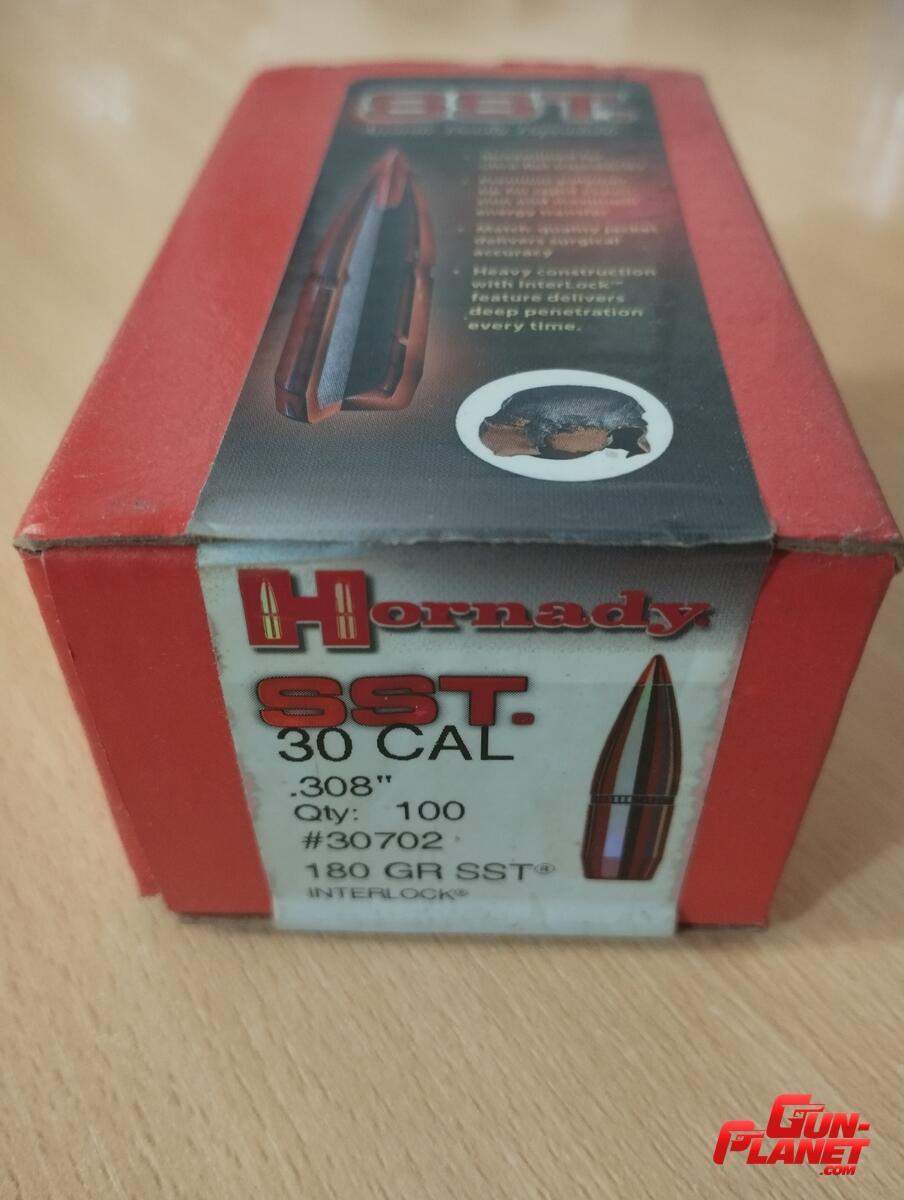 SST.
Match-quality jacket
delivers surgical
accuracy
Heavy construction
with InterLock™
feature delivers
deep penetration
every time.
Hornady
SST.
30 CAL
.308"
Qty: 100
#30702
180 GR SST®
INTERLOCK®
GUN-
PLANET
.COM